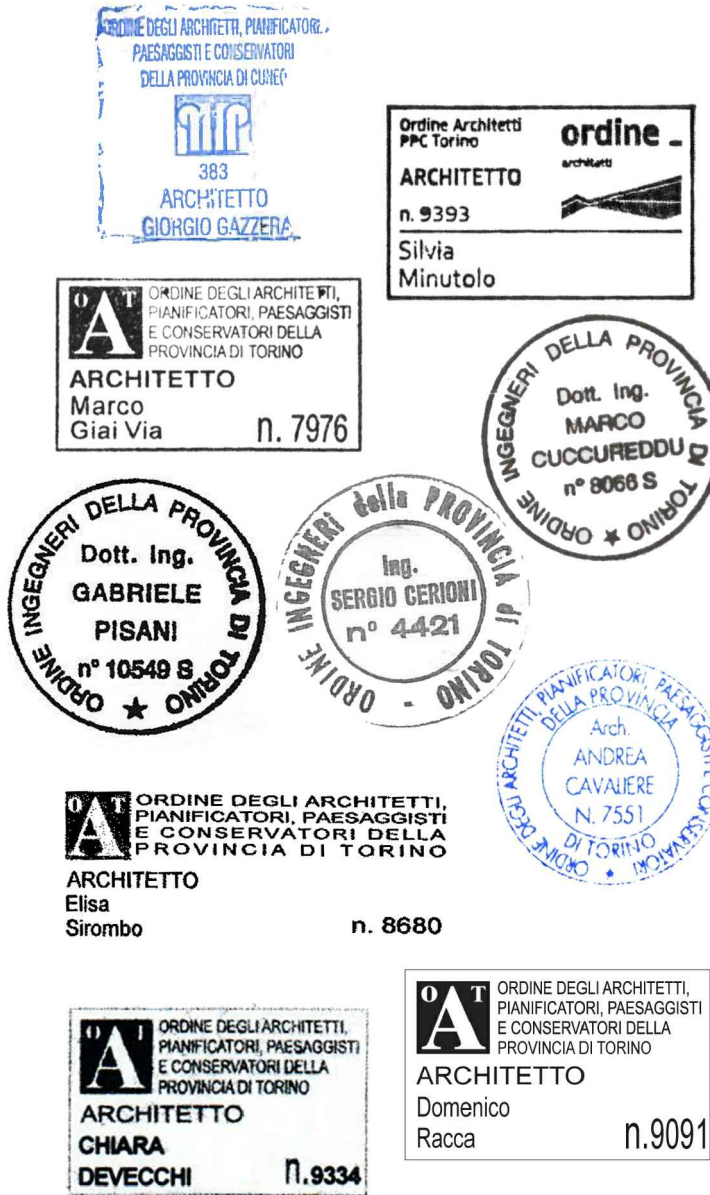 ORDINE DEGLI ARCHITETTI, PIANIFICATORI,
PAESAGGISTI E CONSERVATORI
DELLA PROVINCIA DI CUNEO
383
ARCHITETTO
GIORGIO GAZZERA
Ordine Architetti
PPC Torino
ordine
architetti
ARCHITETTO
n. 9393
Silvia
Minutolo
O A T
ORDINE DEGLI ARCHITETTI,
PIANIFICATORI, PAESAGGISTI
E CONSERVATORI DELLA
PROVINCIA DI TORINO
ARCHITETTO
Marco
Giai Via n. 7976
ORDINE INGEGNERI DELLA PROVINCIA DI TORINO
Dott. Ing.
MARCO
CUCCUREDDU
n° 8066 S
ORDINE INGEGNERI DELLA PROVINCIA DI TORINO
Dott. Ing.
GABRIELE
PISANI
n° 10549 S
ORDINE INGEGNERI della PROVINCIA di TORINO -
Ing.
SERGIO CERIONI
n° 4421
ORDINE DEGLI ARCHITETTI, PIANIFICATORI PAESAGGISTI E CONSERVATORI
DELLA PROVINCIA
DI TORINO
Arch.
ANDREA
CAVALIERE
N. 7551
O A T
ORDINE DEGLI ARCHITETTI,
PIANIFICATORI, PAESAGGISTI
E CONSERVATORI DELLA
PROVINCIA DI TORINO
ARCHITETTO
Elisa
Sirombo n. 8680
O A T
ORDINE DEGLI ARCHITETTI,
PIANIFICATORI, PAESAGGISTI
E CONSERVATORI DELLA
PROVINCIA DI TORINO
ARCHITETTO
CHIARA
DEVECCHI n.9334
O A T
ORDINE DEGLI ARCHITETTI,
PIANIFICATORI, PAESAGGISTI
E CONSERVATORI DELLA
PROVINCIA DI TORINO
ARCHITETTO
Domenico
Racca n.9091